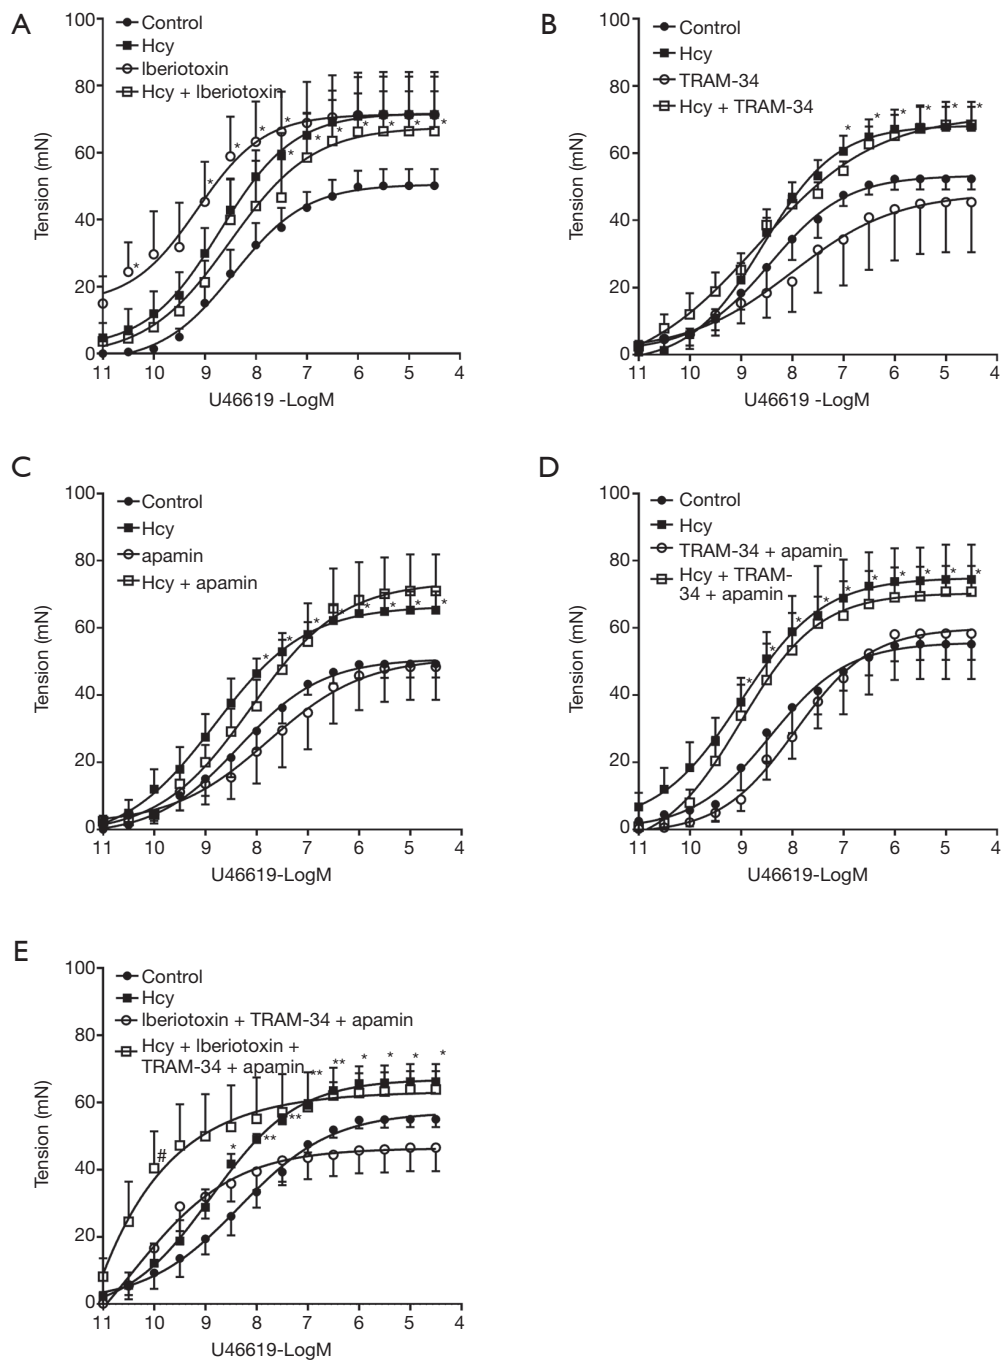 A
100
80
60
40
20
0
Tension (mN)
Control
Hcy
Iberiotoxin
Hcy + Iberiotoxin
* * * * * * * * * * *
11 10 9 8 7 6 5 4
U46619 -LogM
B
100
80
60
40
20
0
Tension (mN)
Control
Hcy
TRAM-34
Hcy + TRAM-34
* * * * * *
11 10 9 8 7 6 5 4
U46619 -LogM
C
100
80
60
40
20
0
Tension (mN)
Control
Hcy
apamin
Hcy + apamin
* * * * * * * *
11 10 9 8 7 6 5 4
U46619-LogM
D
100
80
60
40
20
0
Tension (mN)
Control
Hcy
TRAM-34 + apamin
Hcy + TRAM-
34 + apamin
* * * * * * * * * *
11 10 9 8 7 6 5 4
U46619-LogM
E
100
80
60
40
20
0
Tension (mN)
Control
Hcy
Iberiotoxin + TRAM-34 + apamin
Hcy + Iberiotoxin +
TRAM-34 + apamin
# * ** ** ** ** * * * *
11 10 9 8 7 6 5 4
U46619-LogM